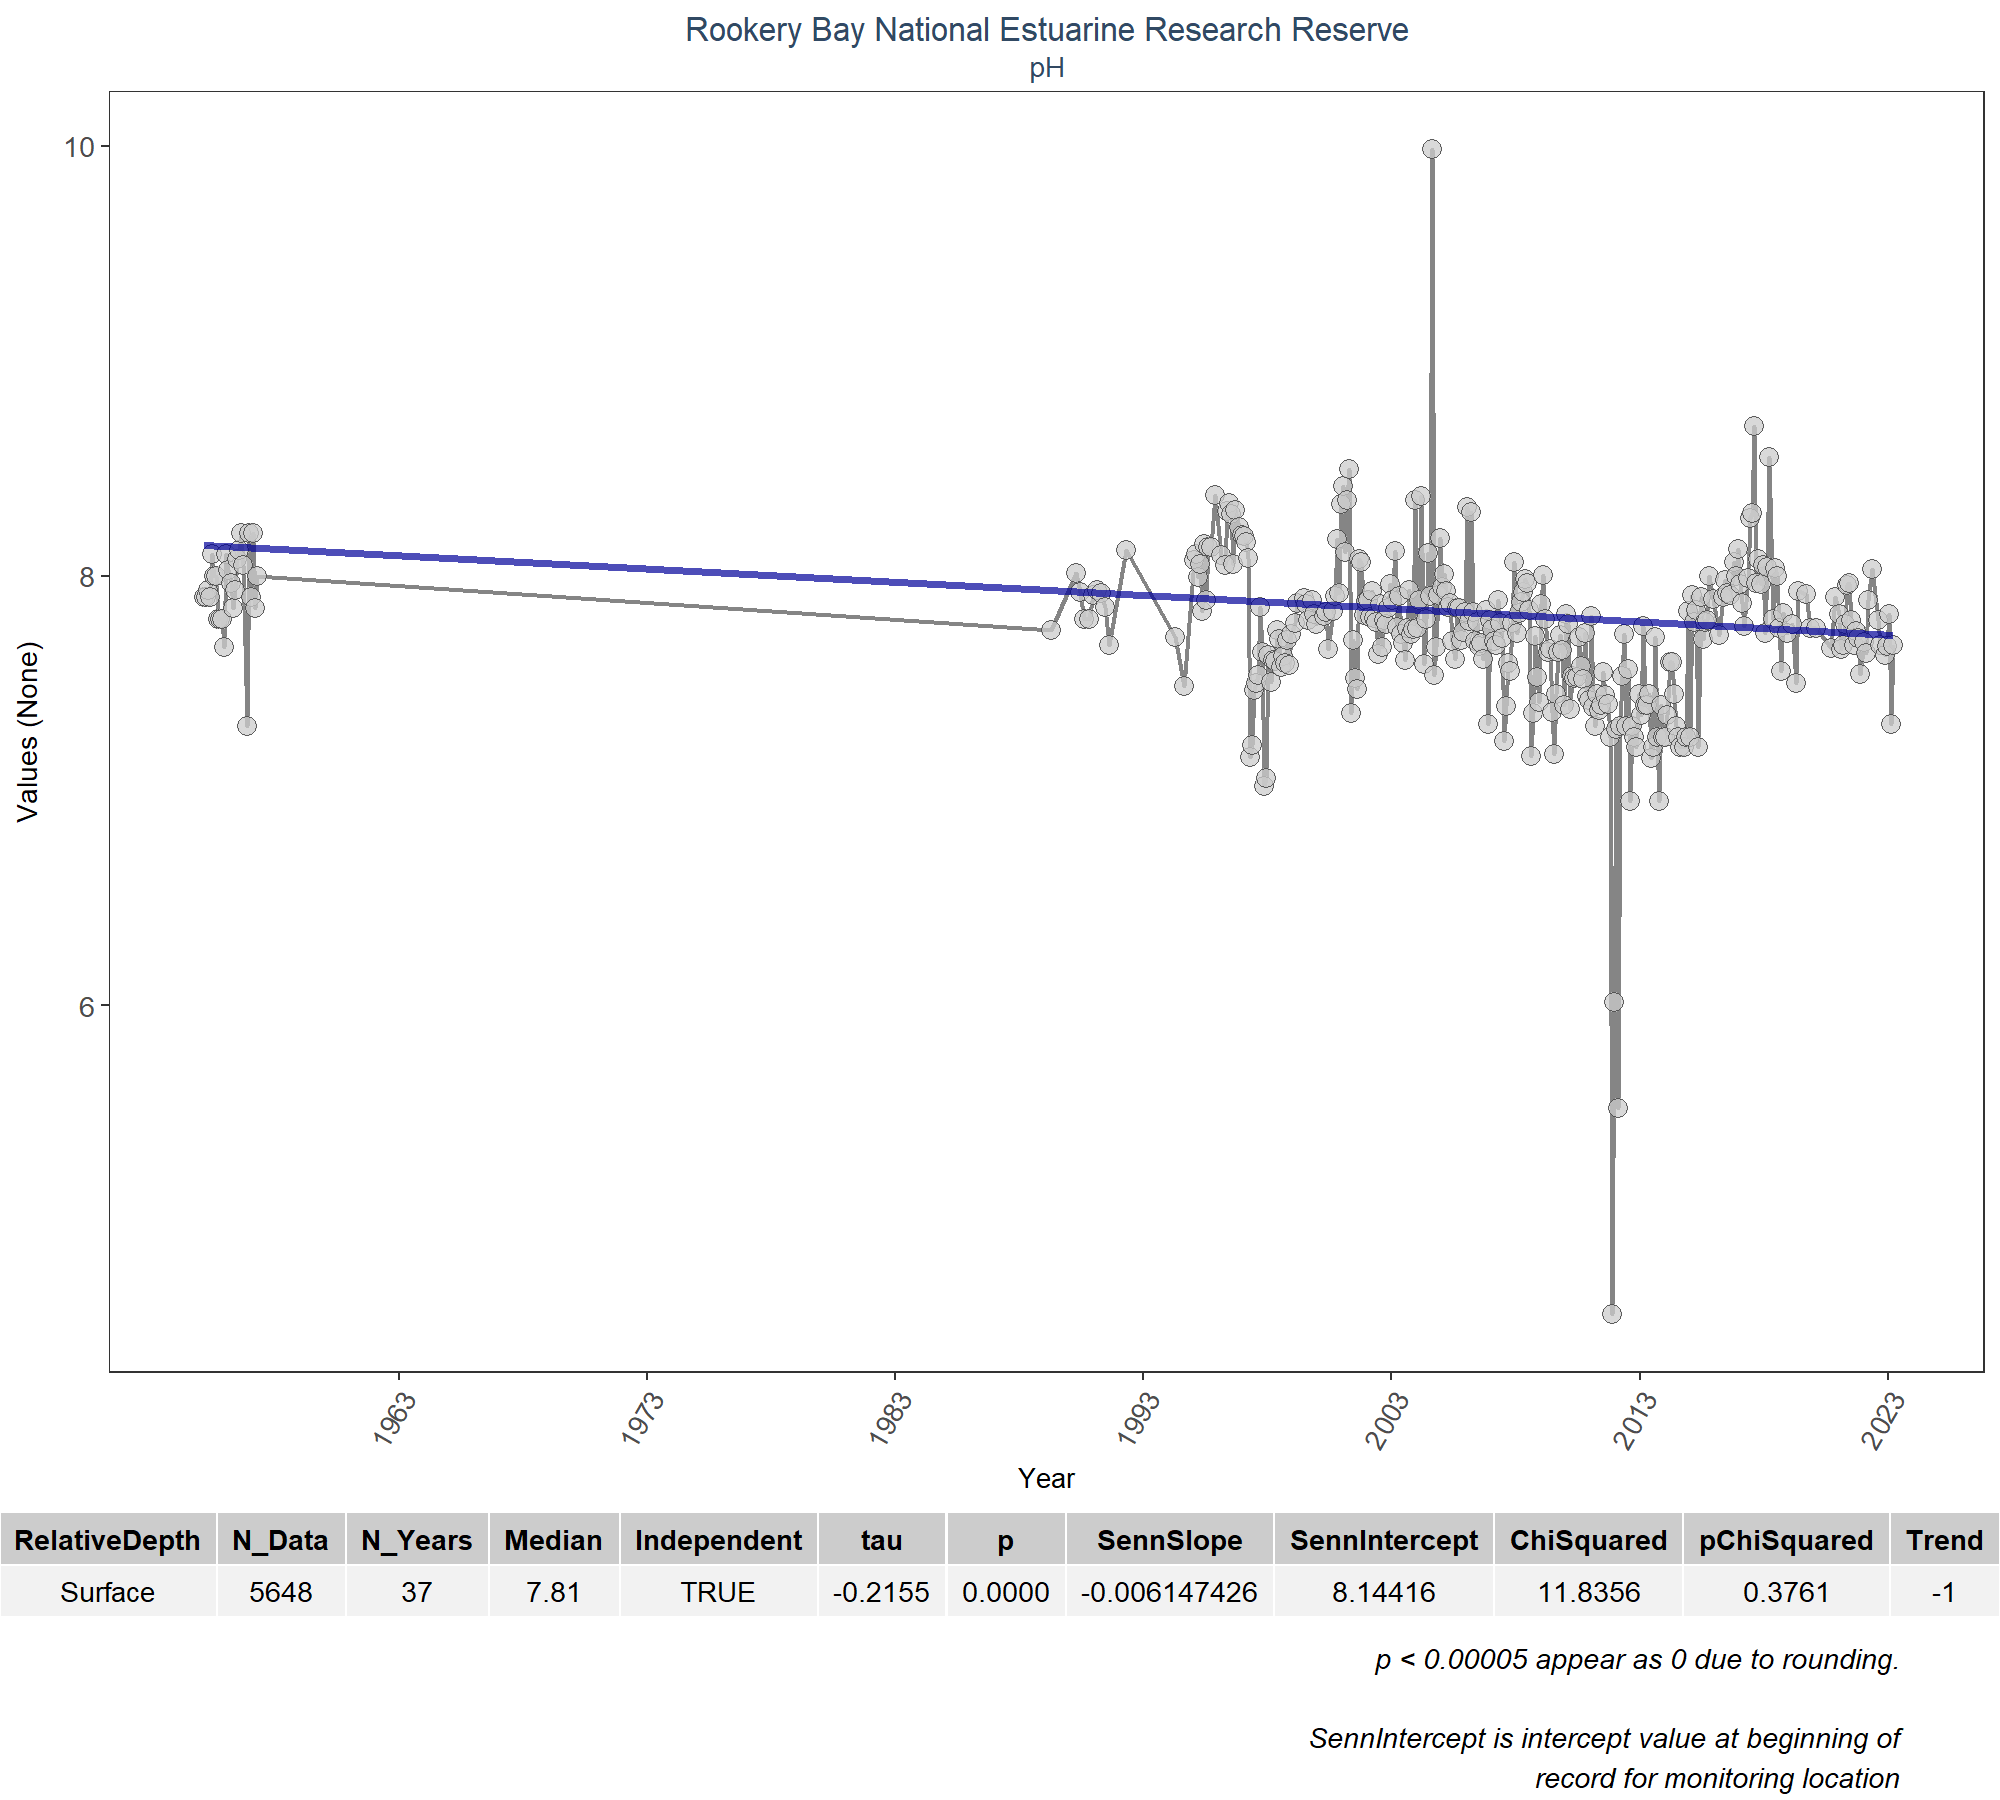 Rookery Bay National Estuarine Research Reserve
pH
10
8
6
Values (None)
1963 1973 1983 1993 2003 2013 2023
Year
RelativeDepth N_Data N_Years Median Independent tau p SennSlope SennIntercept ChiSquared pChiSquared Trend
Surface 5648 37 7.81 TRUE -0.2155 0.0000 -0.006147426 8.14416 11.8356 0.3761 -1
p < 0.00005 appear as 0 due to rounding.
SennIntercept is intercept value at beginning of
record for monitoring location